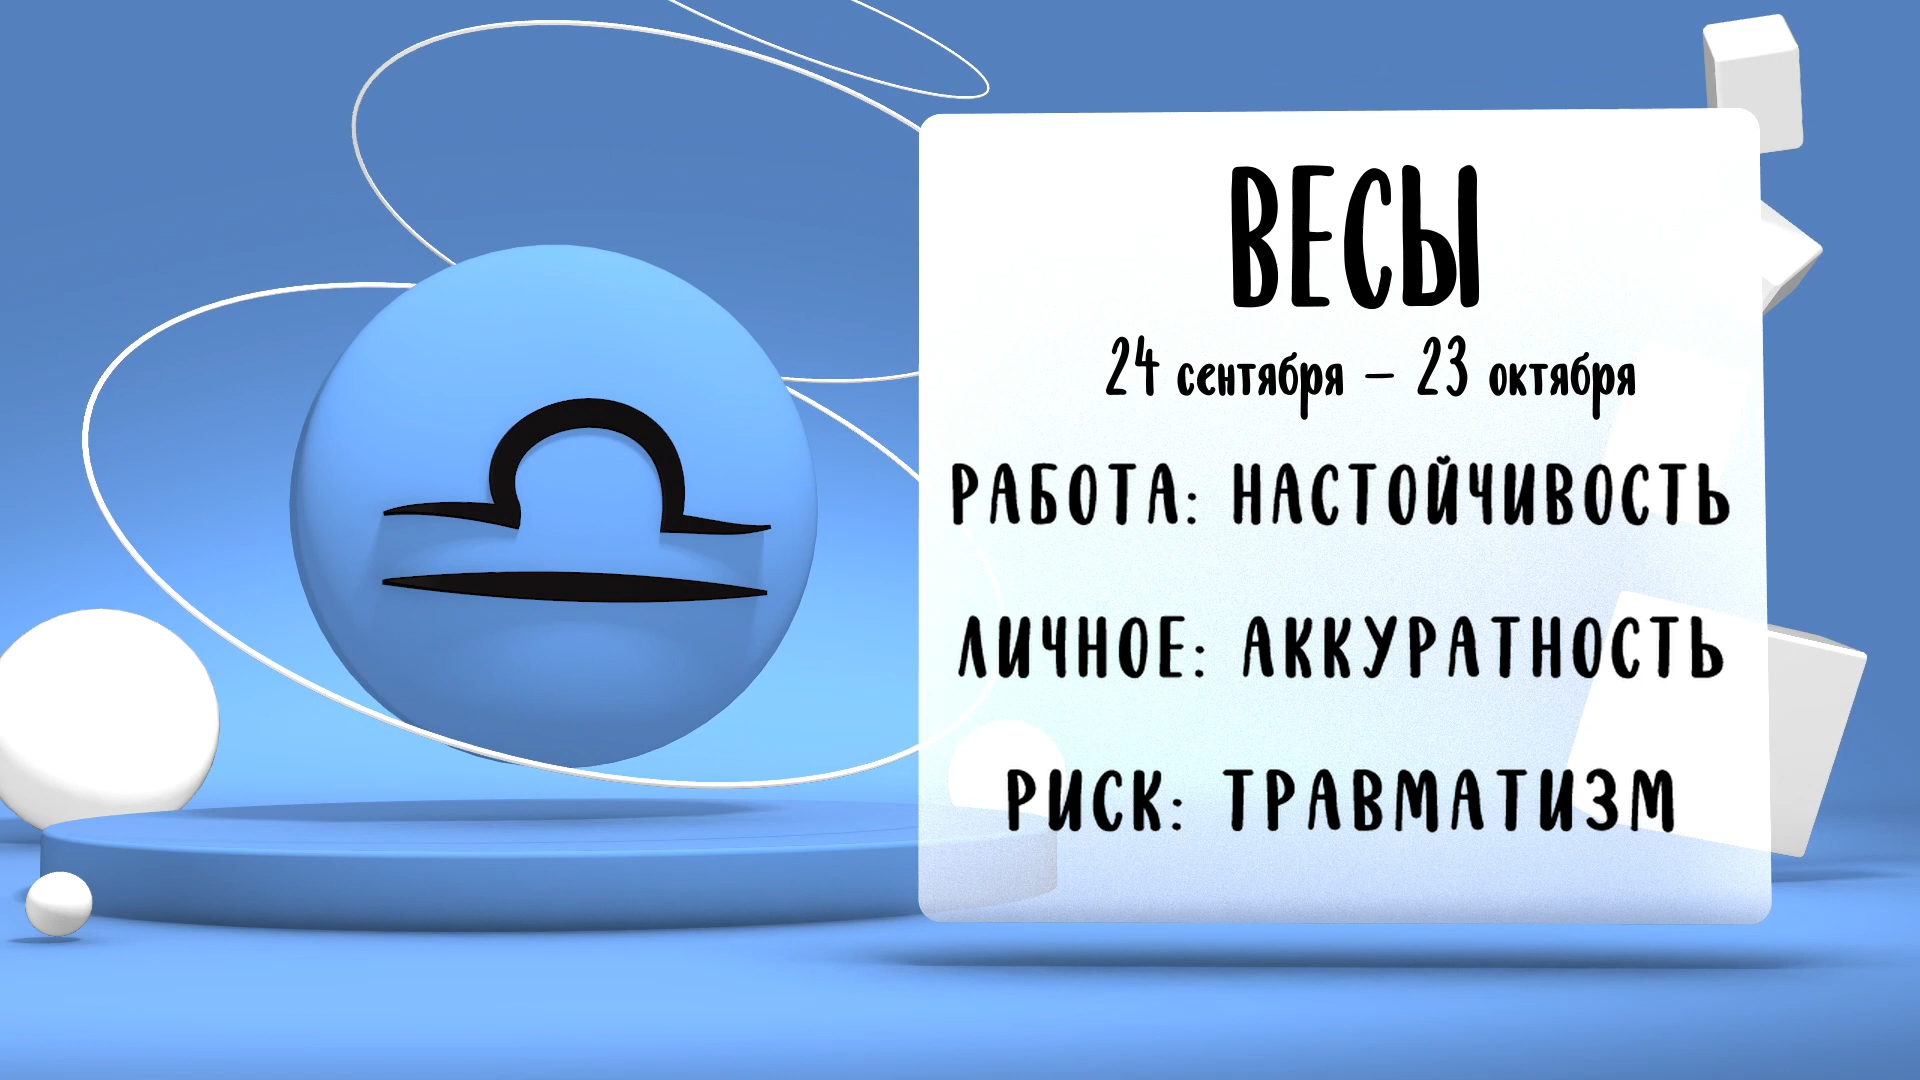 ВЕСЫ
24 сентября – 23 октября
РАБОТА: НАСТОЙЧИВОСТЬ
ЛИЧНОЕ: АККУРАТНОСТЬ
РИСК: ТРАВМАТИЗМ